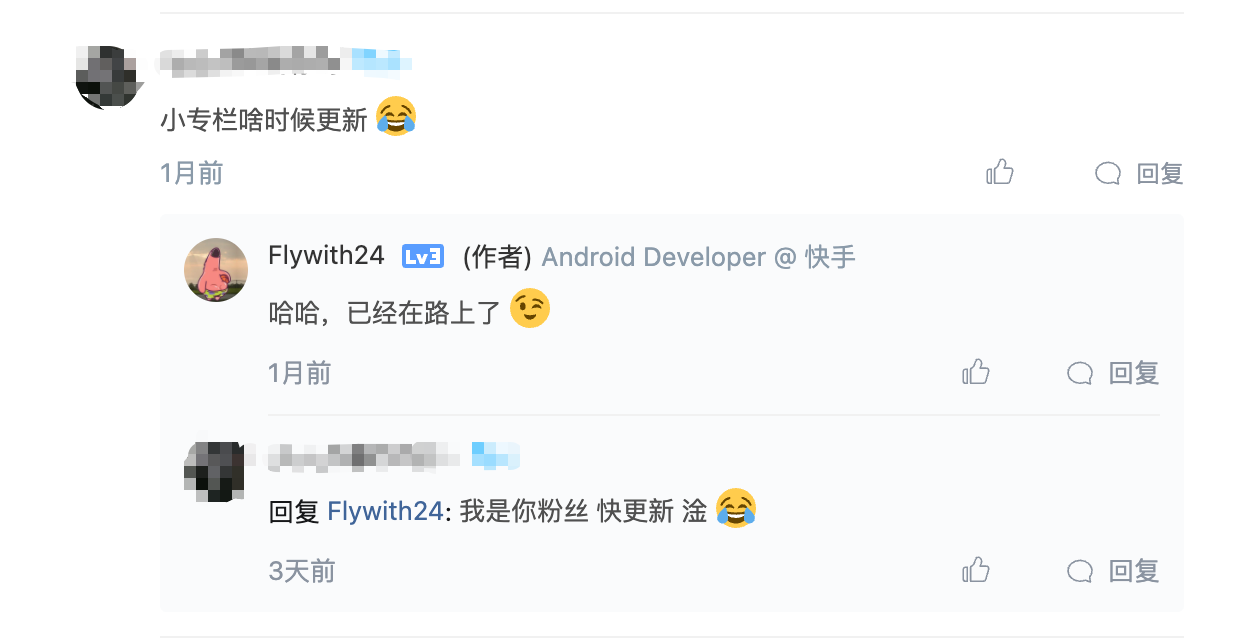 小专栏啥时候更新 😂
1月前
回复
Flywith24 Lv3 (作者) Android Developer @ 快手
哈哈，已经在路上了 😉
1月前
回复
回复 Flywith24: 我是你粉丝 快更新 淦 😂
3天前
回复